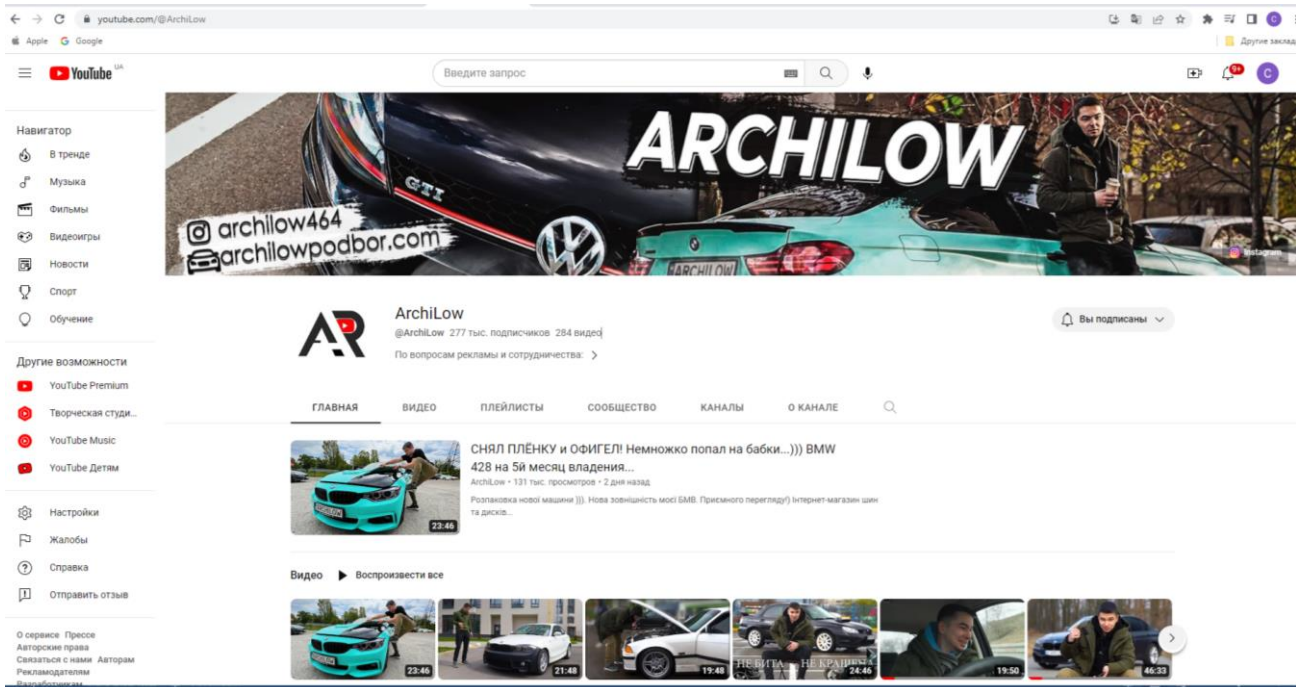 youtube.com/@ArchiLow
Apple Google
Другие заклад
YouTube UA
Введите запрос
9+
C
Навигатор
В тренде
Музыка
Фильмы
Видеоигры
Новости
Спорт
Обучение
Другие возможности
YouTube Premium
Творческая студи...
YouTube Music
YouTube Детям
Настройки
Жалобы
Справка
Отправить отзыв
О сервисе Прессе
Авторские права
Связаться с нами Авторам
Рекламодателям
Разработчикам
ARCHILOW
GTI
archilow464
archilowpodbor.com
ARCHILOW
Instagram
ArchiLow
@ArchiLow 277 тыс. подписчиков 284 видео
По вопросам рекламы и сотрудничества:
Вы подписаны
ГЛАВНАЯ ВИДЕО ПЛЕЙЛИСТЫ СООБЩЕСТВО КАНАЛЫ О КАНАЛЕ
СНЯЛ ПЛЁНКУ и ОФИГЕЛ! Немножко попал на бабки...))) BMW
428 на 5й месяц владения...
ArchiLow • 131 тыс. просмотров • 2 дня назад
Розпаковка нової машини ))). Нова зовнішність моєї БМВ. Приємного перегляду!) Інтернет-магазин шин
та дисків...
ARCHILOW
23:46
Видео Воспроизвести все
23:46
21:48
19:48
НЕ БИТА НЕ КРАШЕНА
24:46
19:50
46:33